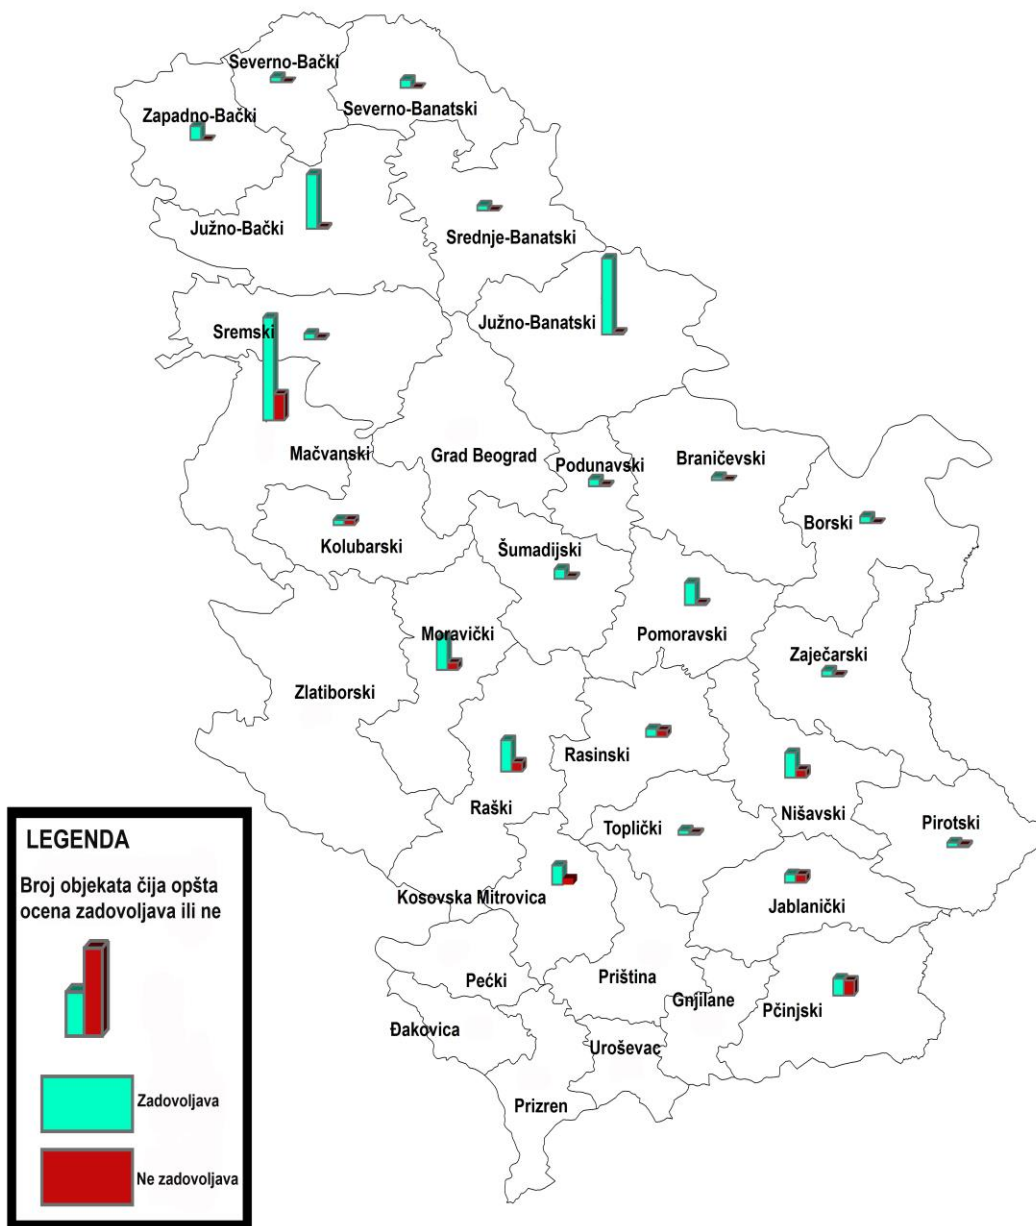 Severno-Bački
Severno-Banatski
Zapadno-Bački
Južno-Bački
Srednje-Banatski
Južno-Banatski
Sremski
Mačvanski
Grad Beograd
Podunavski
Braničevski
Borski
Kolubarski
Šumadijski
Moravički
Pomoravski
Zaječarski
Zlatiborski
Rasinski
Raški
Nišavski
Pirotski
Toplički
Kosovska Mitrovica
Jablanički
Pećki
Priština
Gnjilane
Pčinjski
Đakovica
Uroševac
Prizren
LEGENDA
Broj objekata čija opšta
ocena zadovoljava ili ne
Zadovoljava
Ne zadovoljava